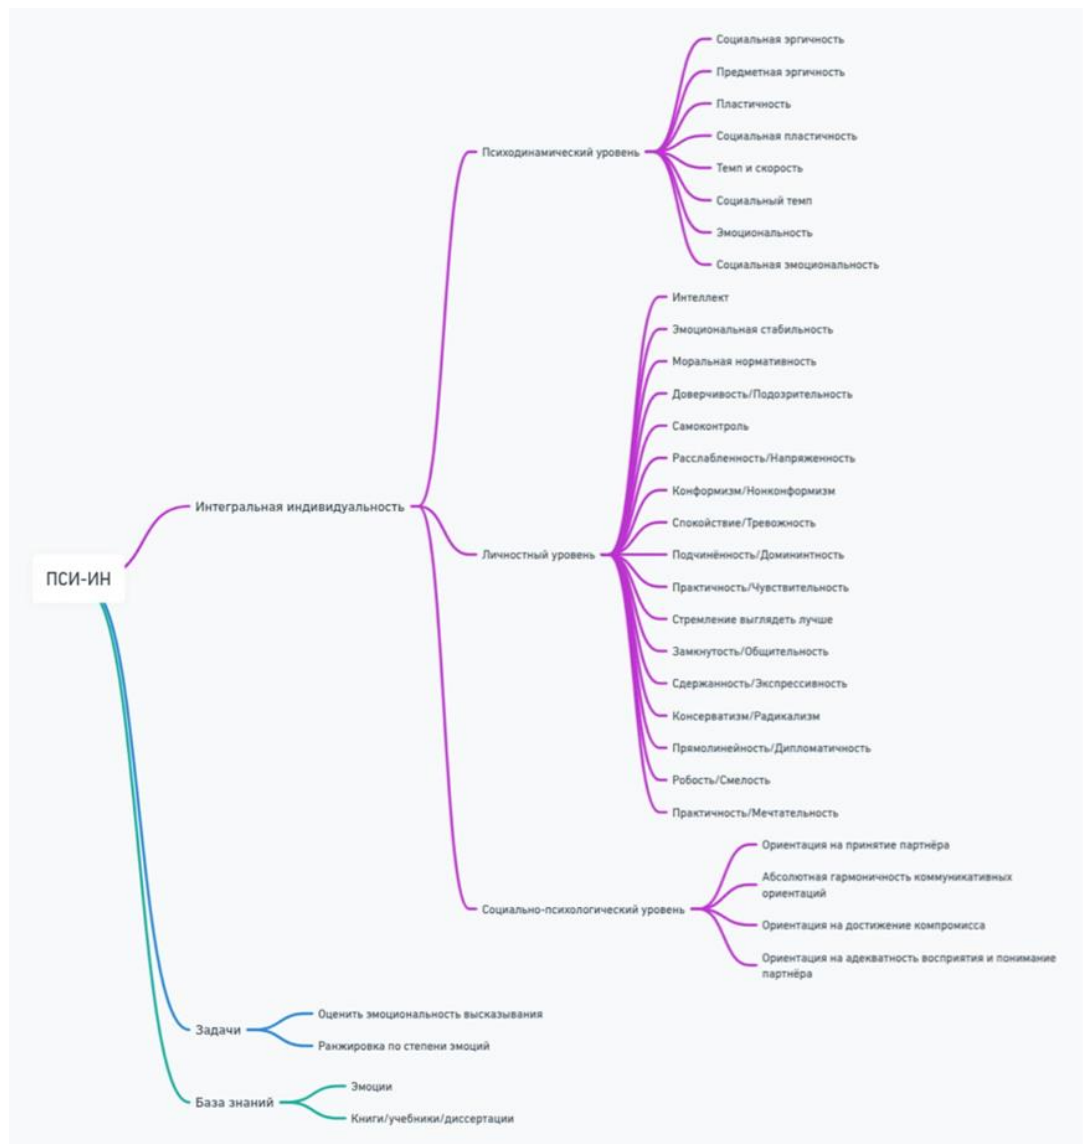 Социальная эргичность
Предметная эргичность
Пластичность
Социальная пластичность
Психодинамический уровень
Темп и скорость
Социальный темп
Эмоциональность
Социальная эмоциональность
Интеллект
Эмоциональная стабильность
Моральная нормативность
Доверчивость/Подозрительность
Самоконтроль
Расслабленность/Напряженность
Конформизм/Нонконформизм
Интегральная индивидуальность
Спокойствие/Тревожность
Личностный уровень
Подчинённость/Домининтность
ПСИ-ИН
Практичность/Чувствительность
Стремление выглядеть лучше
Замкнутость/Общительность
Сдержанность/Экспрессивность
Консерватизм/Радикализм
Прямолинейность/Дипломатичность
Робость/Смелость
Практичность/Мечтательность
Ориентация на принятие партнёра
Абсолютная гармоничность коммуникативных
ориентаций
Социально-психологический уровень
Ориентация на достижение компромисса
Ориентация на адекватность восприятия и понимание
партнёра
Задачи
Оценить эмоциональность высказывания
Ранжировка по степени эмоций
База знаний
Эмоции
Книги/учебники/диссертации